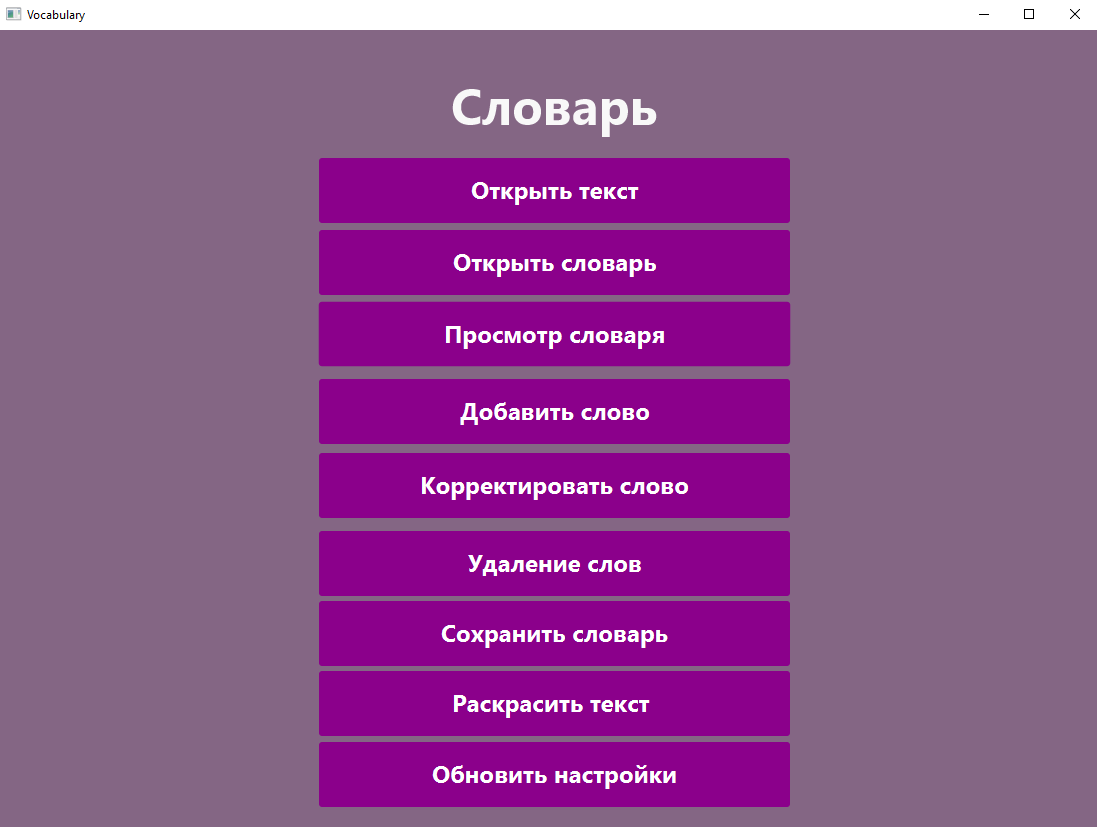 Vocabulary
Словарь
Открыть текст
Открыть словарь
Просмотр словаря
Добавить слово
Корректировать слово
Удаление слов
Сохранить словарь
Раскрасить текст
Обновить настройки